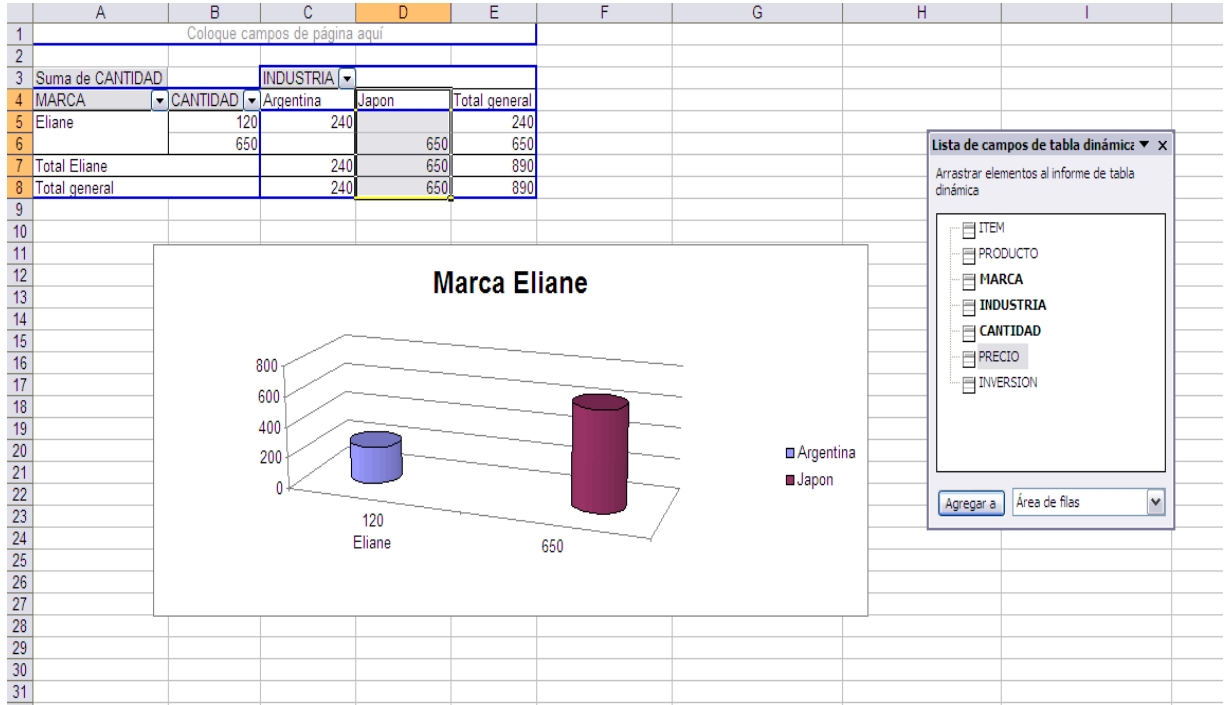 A B C D E F G H I
1 Coloque campos de página aquí
2
3 Suma de CANTIDAD INDUSTRIA
4 MARCA CANTIDAD Argentina Japon Total general
5 Eliane 120 240 240
6 650 650 650
7 Total Eliane 240 650 890
8 Total general 240 650 890
9
10
11
12
13
14
15
16
17
18
19
20
21
22
23
24
25
26
27
28
29
30
31
Marca Eliane
800
600
400
200
0
120
Eliane
650
Argentina
Japon
Lista de campos de tabla dinámica
Arrastrar elementos al informe de tabla
dinámica
ITEM
PRODUCTO
MARCA
INDUSTRIA
CANTIDAD
PRECIO
INVERSION
Agregar a Área de filas